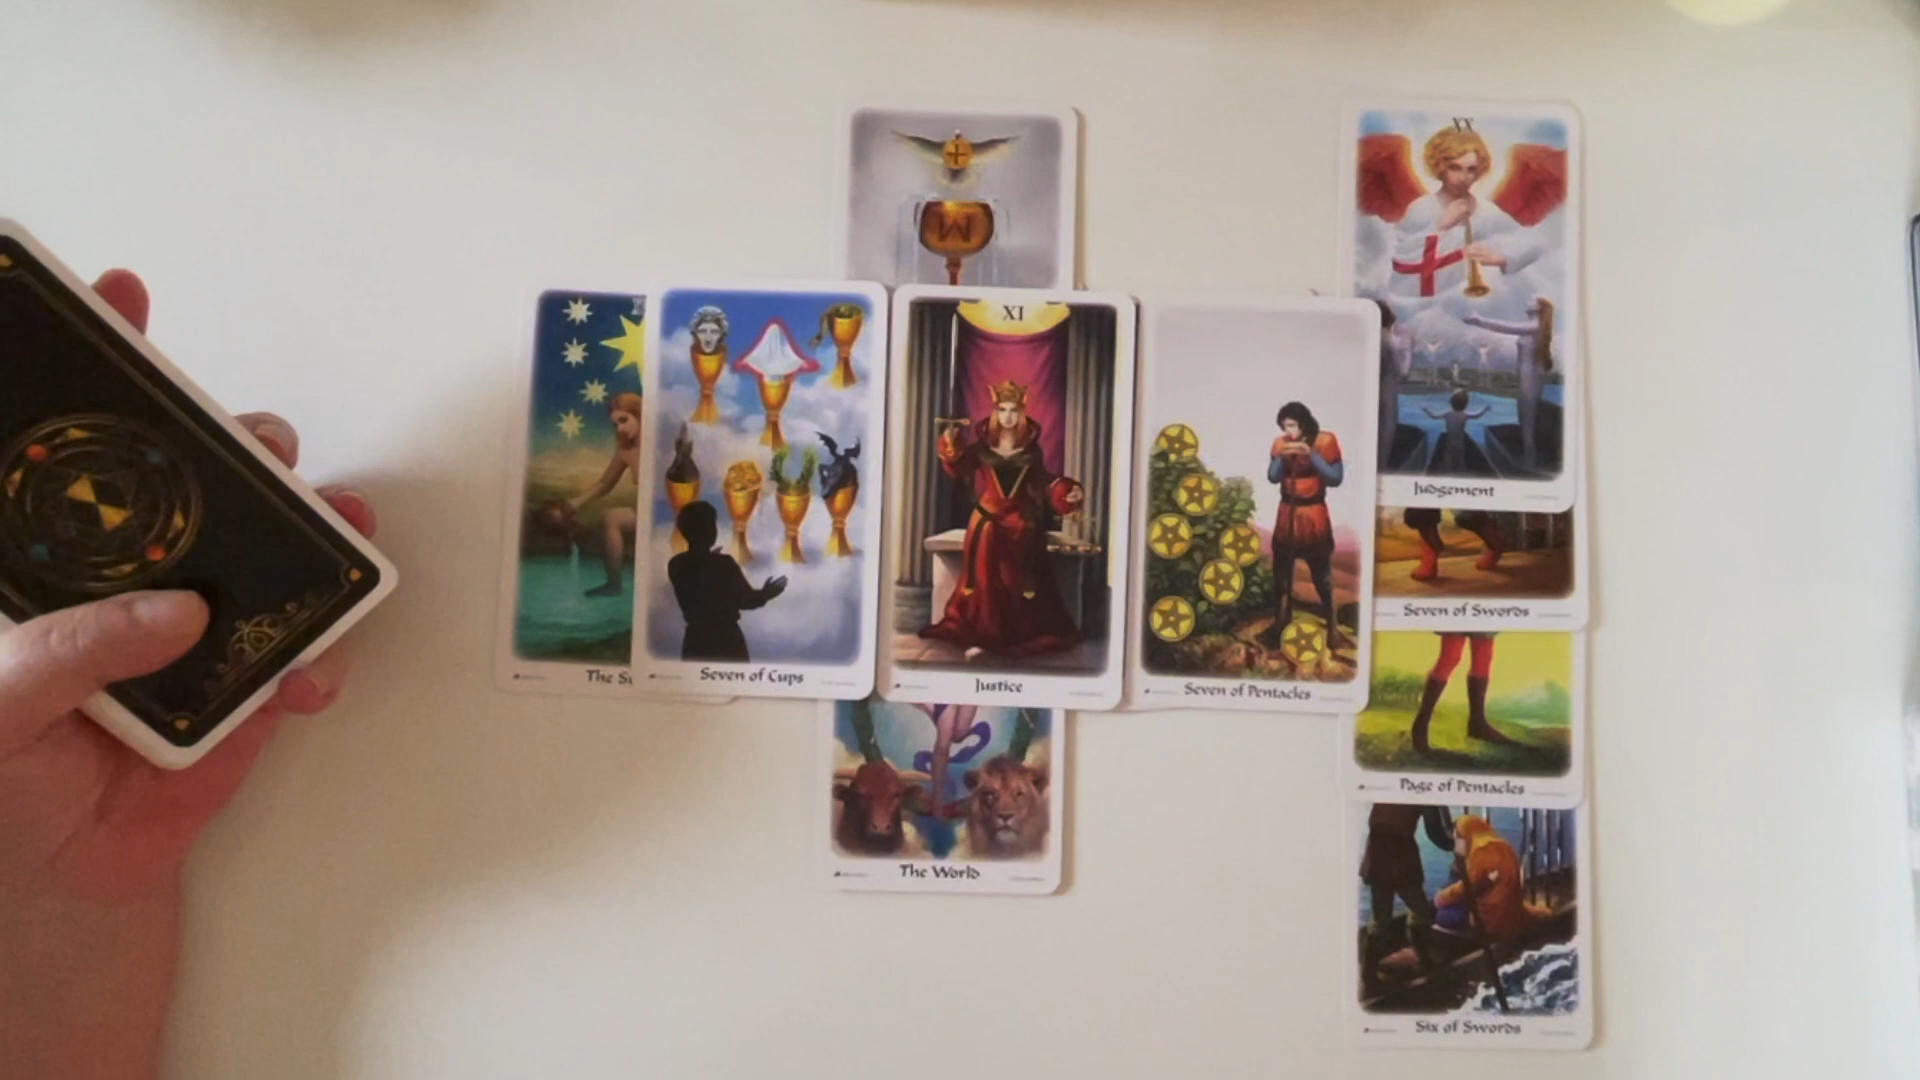 XX
XI
Judgement
Seven of Swords
The S
Seven of Cups
Justice
Seven of Pentacles
Page of Pentacles
The World
Six of Swords